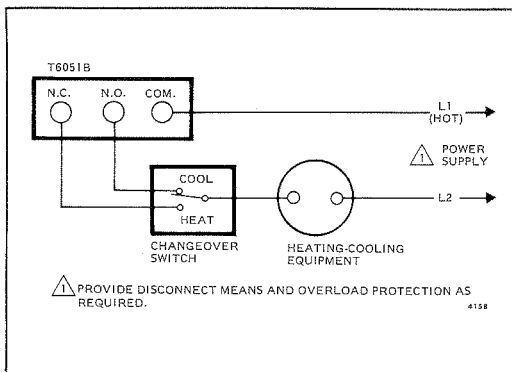 T6051B
N.C. N.O. COM.
L1
(HOT)
1 POWER
SUPPLY
COOL
L2
HEAT
CHANGEOVER
SWITCH
HEATING-COOLING
EQUIPMENT
1 PROVIDE DISCONNECT MEANS AND OVERLOAD PROTECTION AS
REQUIRED.
4158